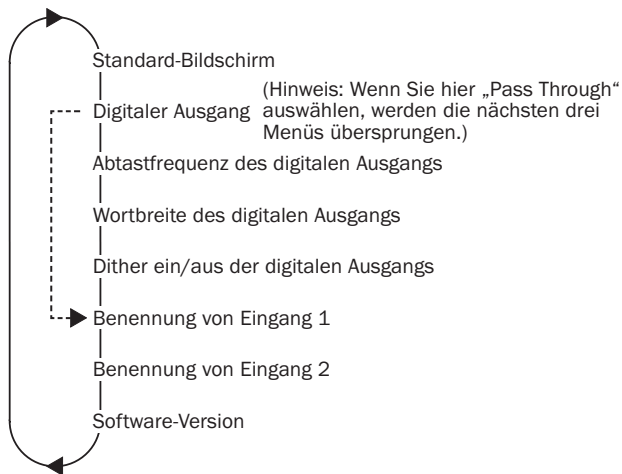 Standard-Bildschirm
Digitaler Ausgang
(Hinweis: Wenn Sie hier „Pass Through“
auswählen, werden die nächsten drei
Menüs übersprungen.)
Abtastfrequenz des digitalen Ausgangs
Wortbreite des digitalen Ausgangs
Dither ein/aus der digitalen Ausgangs
Benennung von Eingang 1
Benennung von Eingang 2
Software-Version